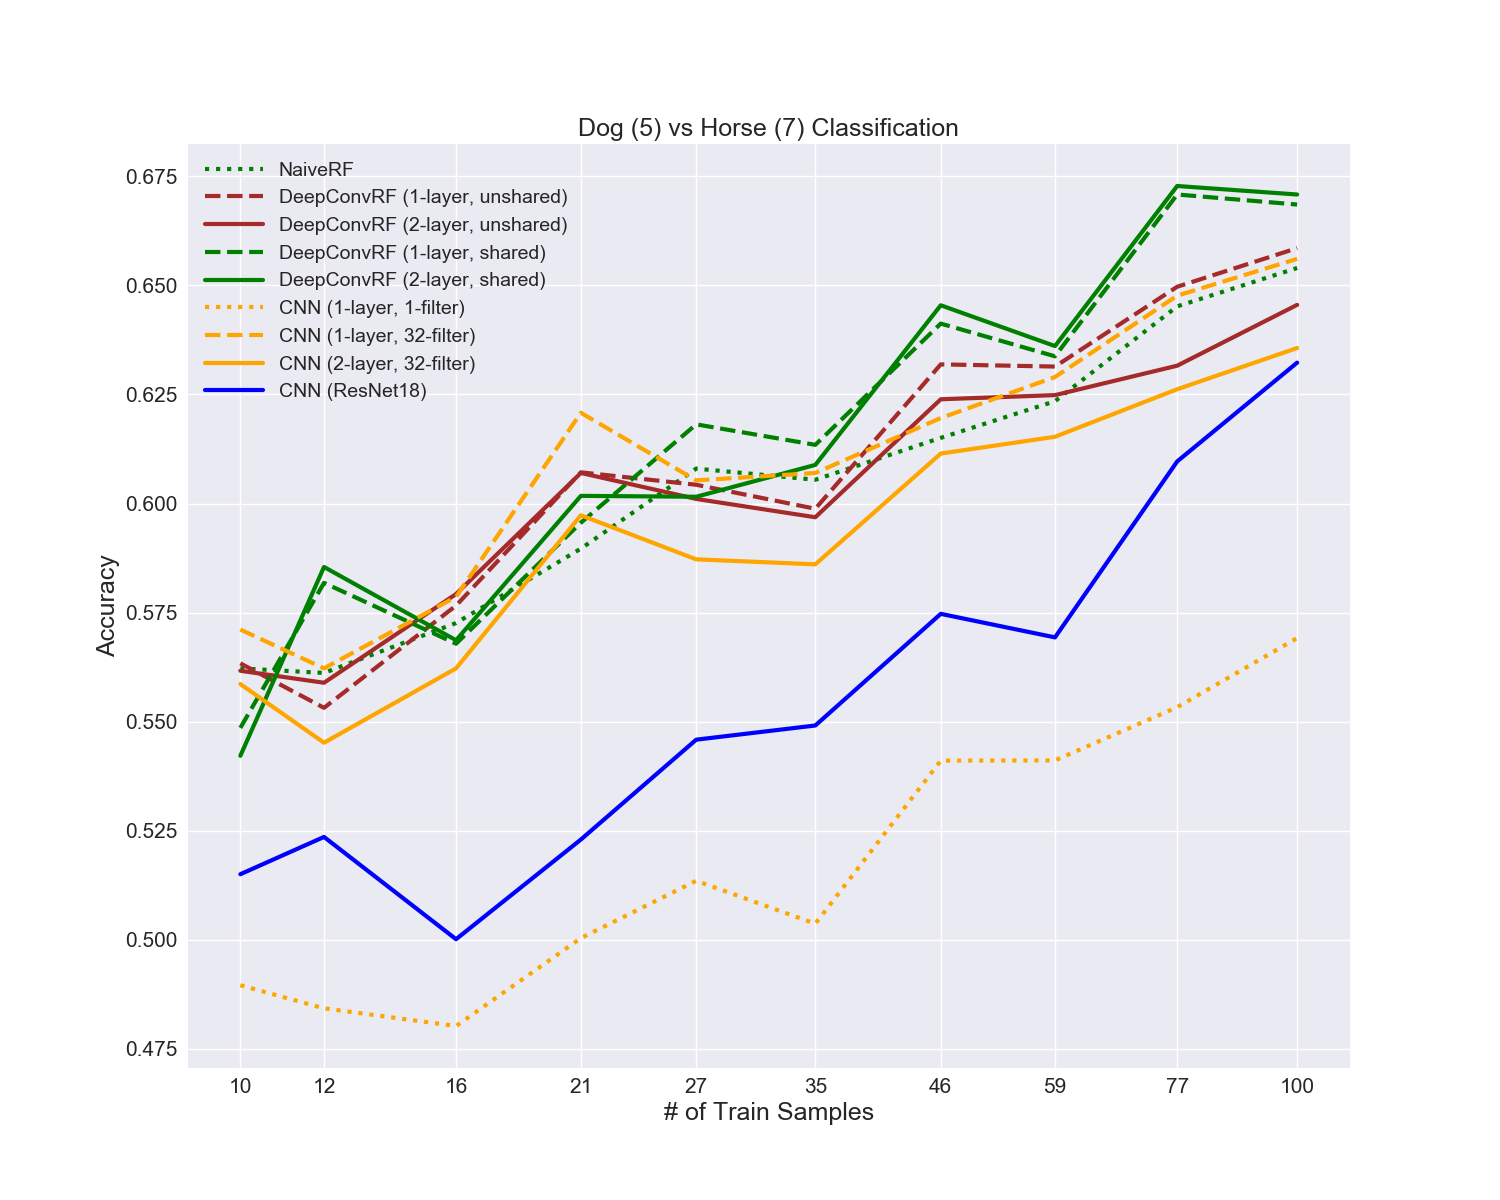 Dog (5) vs Horse (7) Classification
NaiveRF
DeepConvRF (1-layer, unshared)
DeepConvRF (2-layer, unshared)
DeepConvRF (1-layer, shared)
DeepConvRF (2-layer, shared)
CNN (1-layer, 1-filter)
CNN (1-layer, 32-filter)
CNN (2-layer, 32-filter)
CNN (ResNet18)
Accuracy
0.675
0.650
0.625
0.600
0.575
0.550
0.525
0.500
0.475
10 12 16 21 27 35 46 59 77 100
# of Train Samples